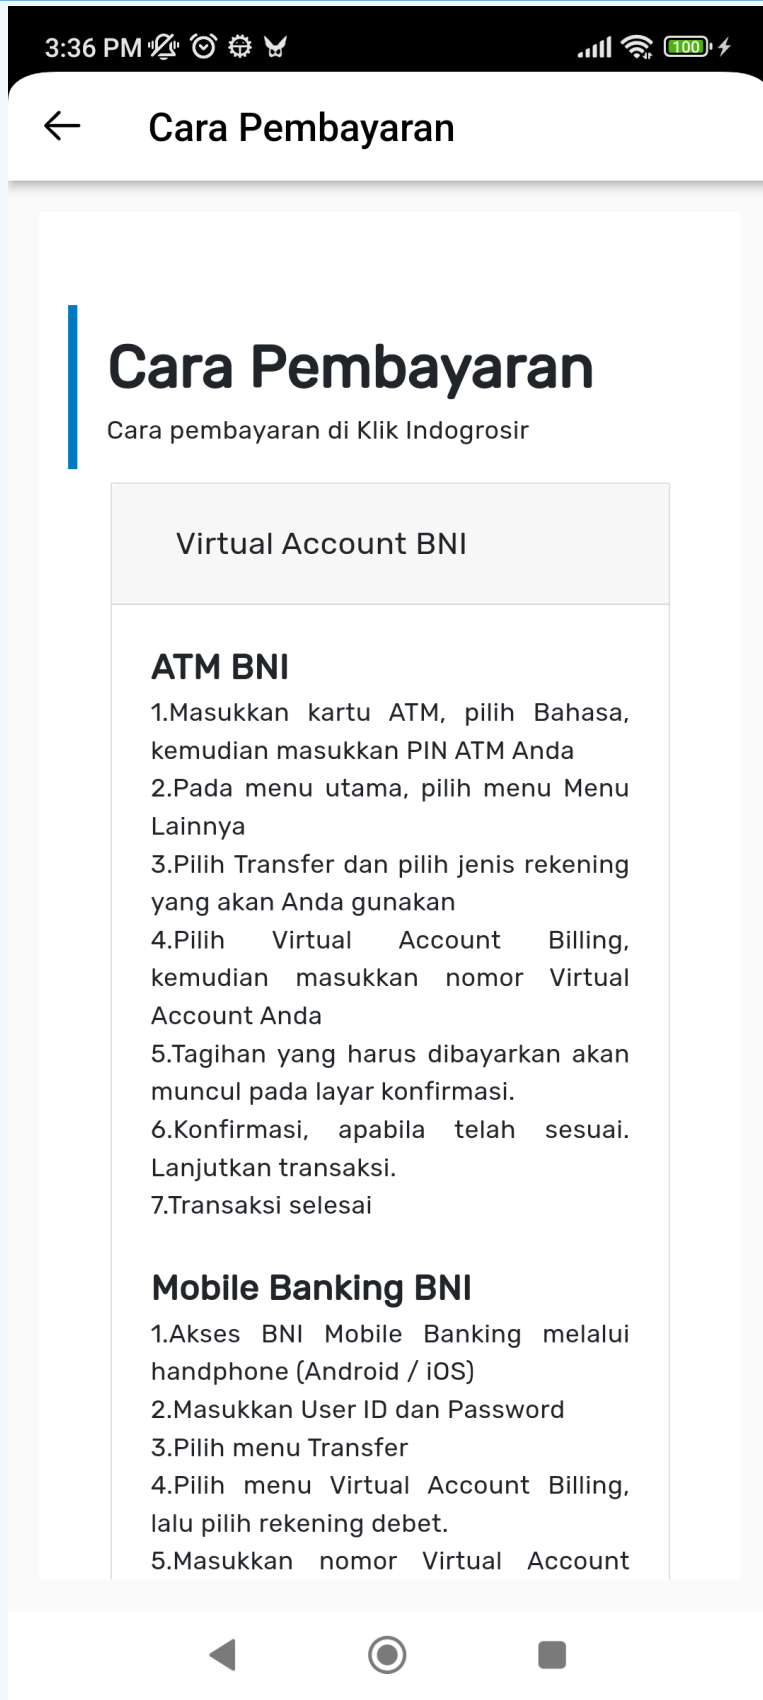 3:36 PM
100
Cara Pembayaran
Cara Pembayaran
Cara pembayaran di Klik Indogrosir
Virtual Account BNI
ATM BNI
1.Masukkan kartu ATM, pilih Bahasa,
kemudian masukkan PIN ATM Anda
2.Pada menu utama, pilih menu Menu
Lainnya
3.Pilih Transfer dan pilih jenis rekening
yang akan Anda gunakan
4.Pilih Virtual Account Billing,
kemudian masukkan nomor Virtual
Account Anda
5.Tagihan yang harus dibayarkan akan
muncul pada layar konfirmasi.
6.Konfirmasi, apabila telah sesuai.
Lanjutkan transaksi.
7.Transaksi selesai
Mobile Banking BNI
1.Akses BNI Mobile Banking melalui
handphone (Android / iOS)
2.Masukkan User ID dan Password
3.Pilih menu Transfer
4.Pilih menu Virtual Account Billing,
lalu pilih rekening debet.
5.Masukkan nomor Virtual Account